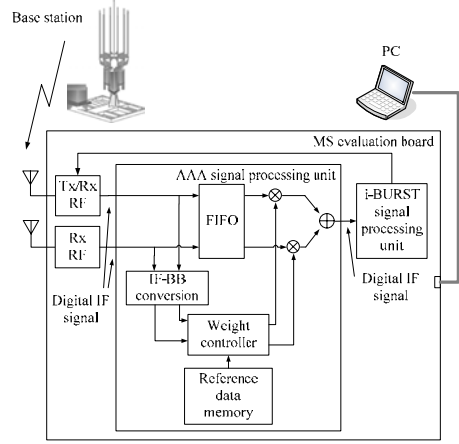 Base station
PC
MS evaluation board
AAA signal processing unit
Tx/Rx
RF
FIFO
i-BURST
signal
processing
unit
Rx
RF
IF-BB
conversion
Digital IF
signal
Digital IF
signal
Weight
controller
Reference
data
memory